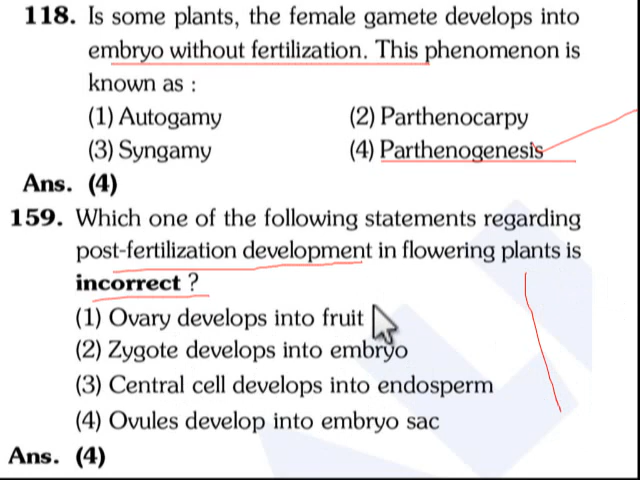 118. Is some plants, the female gamete develops into
embryo without fertilization. This phenomenon is
known as :
(1) Autogamy (2) Parthenocarpy
(3) Syngamy (4) Parthenogenesis
Ans. (4)
159. Which one of the following statements regarding
post-fertilization development in flowering plants is
incorrect ?
(1) Ovary develops into fruit
(2) Zygote develops into embryo
(3) Central cell develops into endosperm
(4) Ovules develop into embryo sac
Ans. (4)